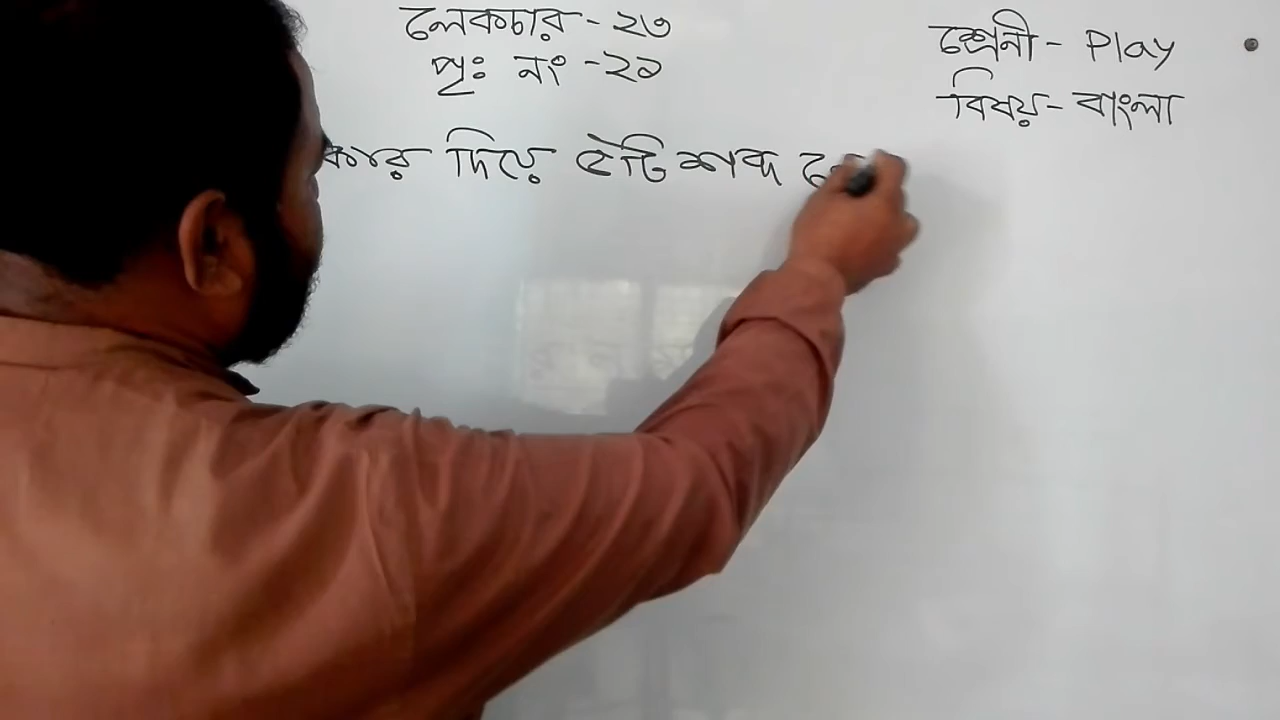 লেকচার - ২৩
পৃঃ নং - ২৯
শ্রেনী - Play
বিষয় - বাংলা
কার দিয়ে ৫টি শব্দ